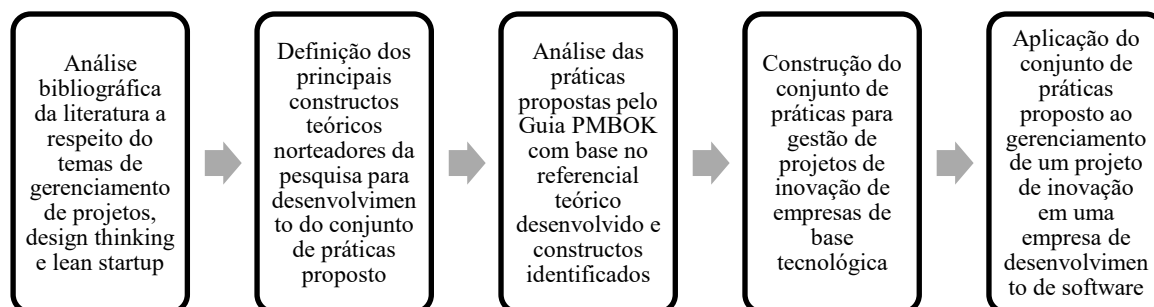 Análise
bibliográfica
da literatura a
respeito do
temas de
gerenciamento
de projetos,
design thinking
e lean startup
Definição dos
principais
constructos
teóricos
norteadores da
pesquisa para
desenvolvimen
to do conjunto
de práticas
proposto
Análise das
práticas
propostas pelo
Guia PMBOK
com base no
referencial
teórico
desenvolvido e
constructos
identificados
Construção do
conjunto de
práticas para
gestão de
projetos de
inovação de
empresas de
base
tecnológica
Aplicação do
conjunto de
práticas
proposto ao
gerenciamento
de um projeto
de inovação
em uma
empresa de
desenvolvimen
to de software